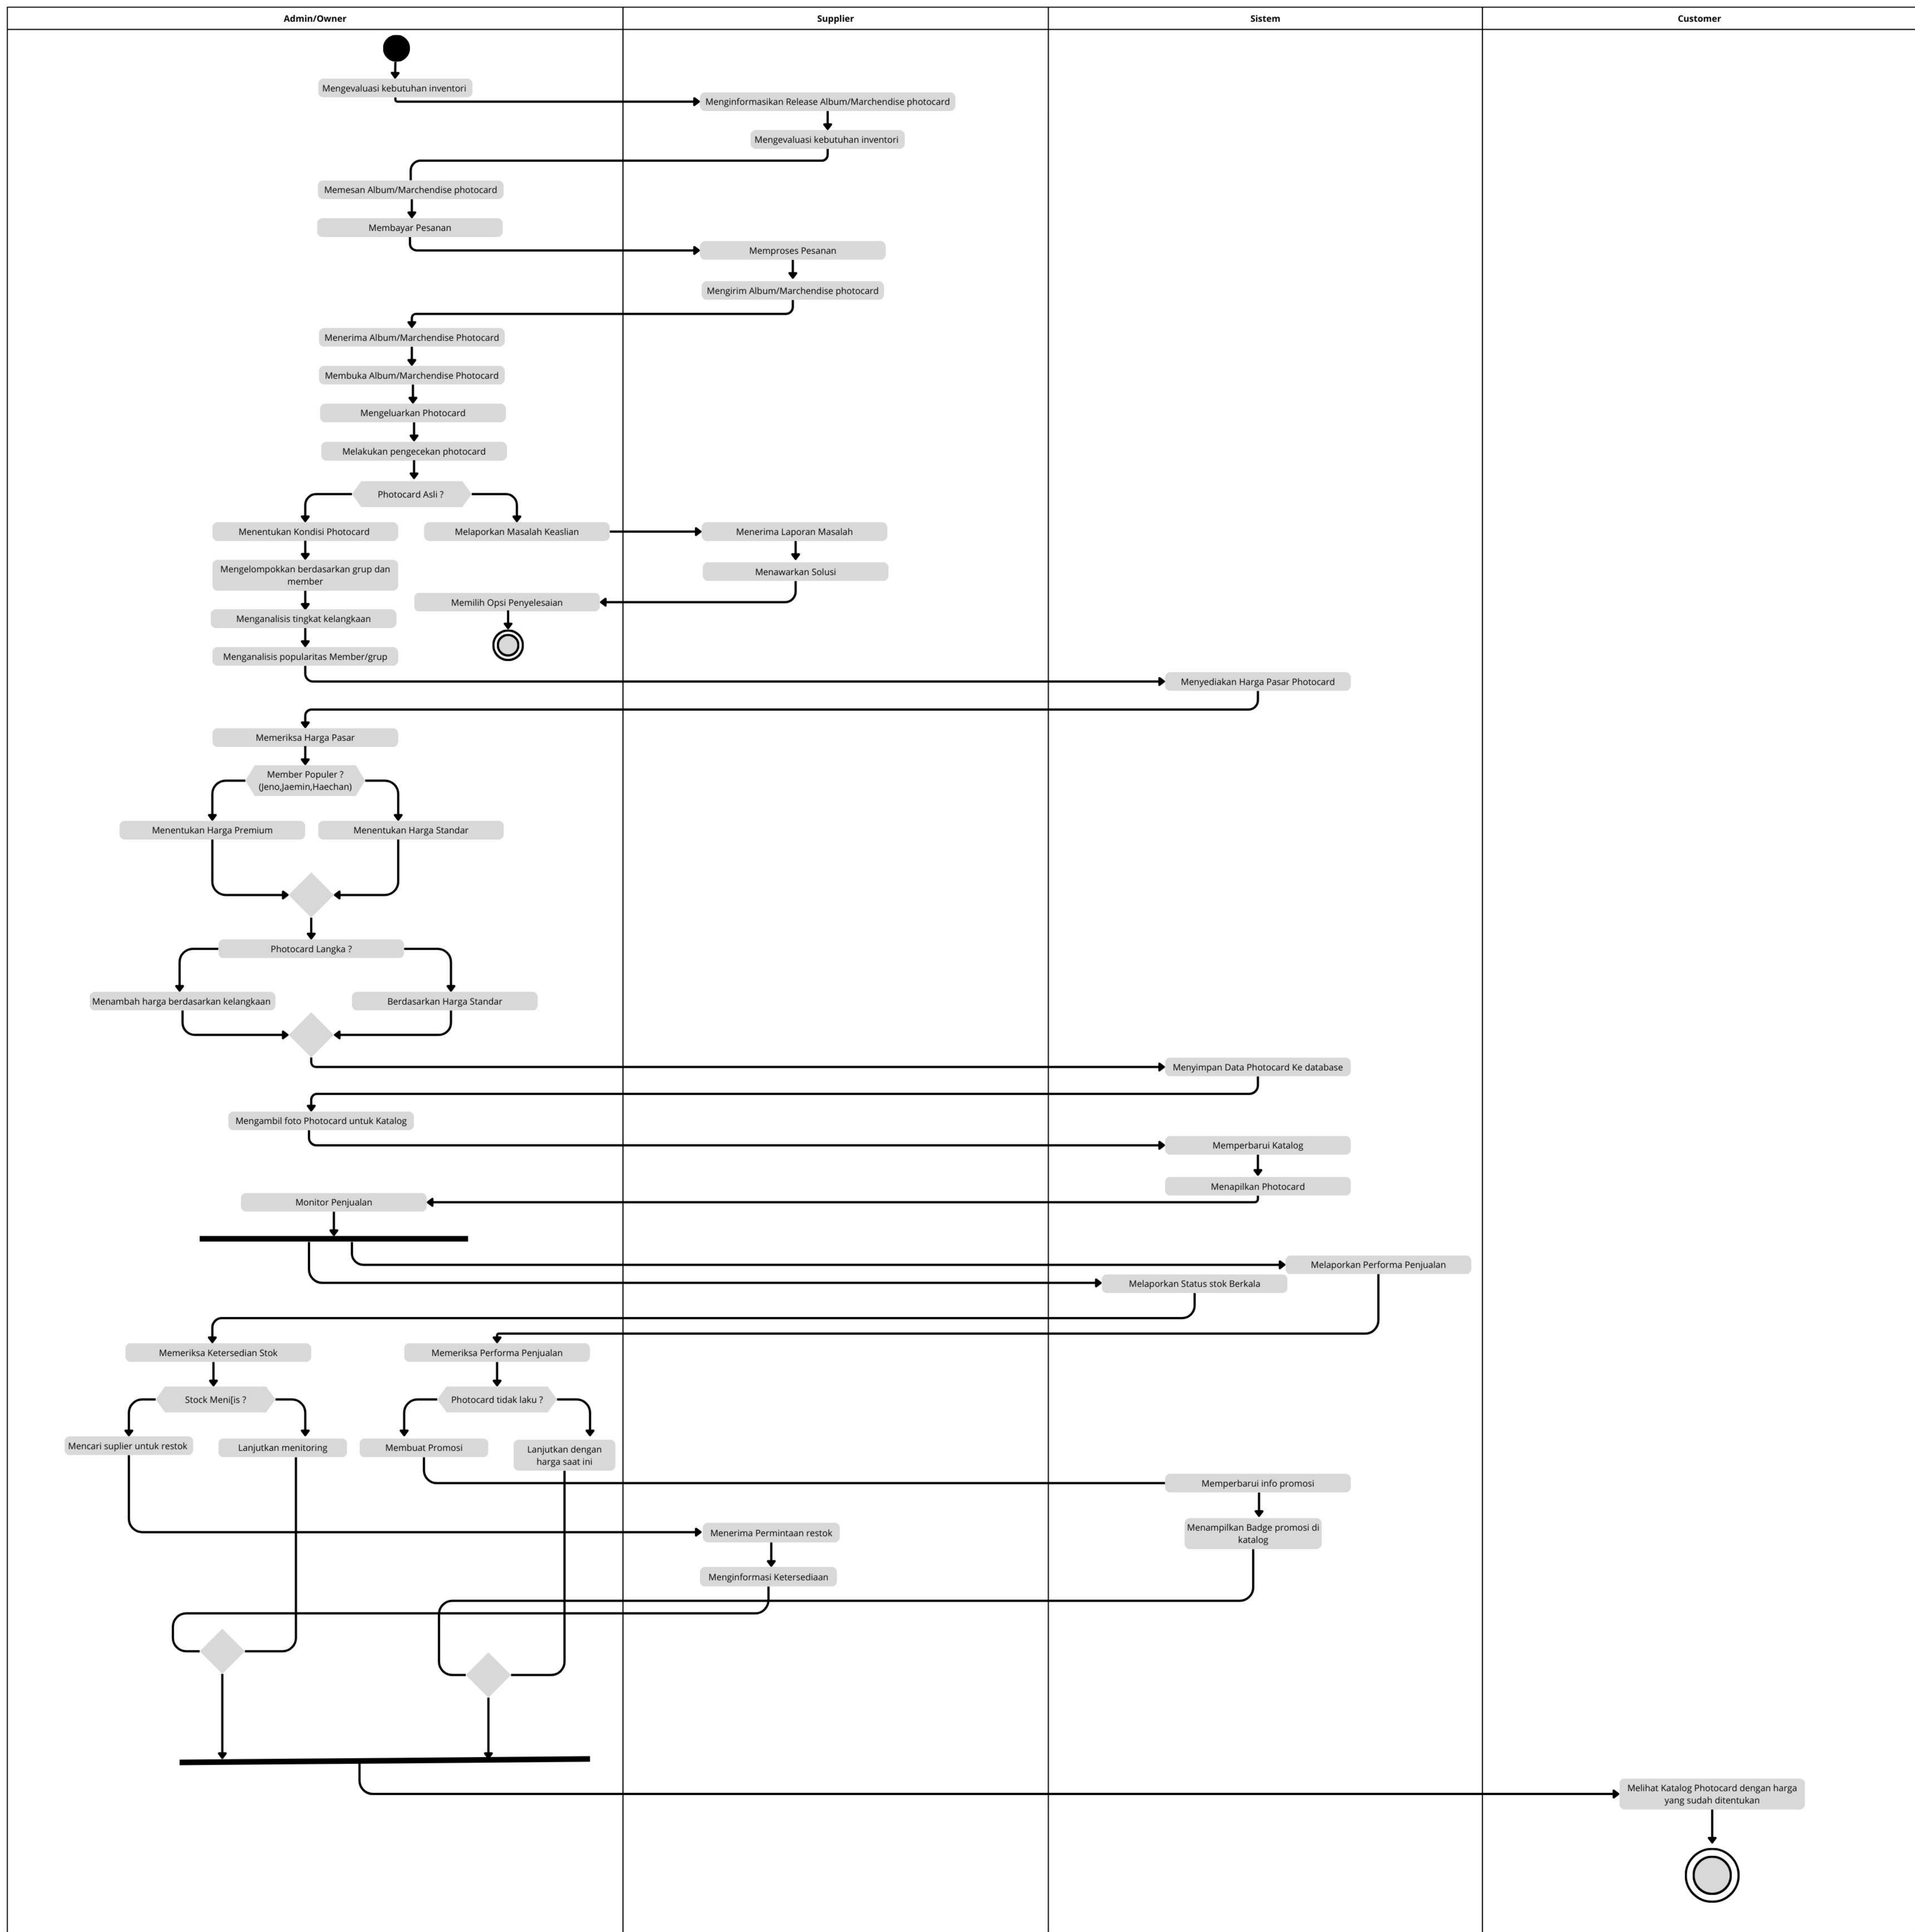 Admin/Owner
Supplier
Sistem
Customer
Mengevaluasi kebutuhan inventori
Menginformasikan Release Album/Marchendise photocard
Mengevaluasi kebutuhan inventori
Memesan Album/Marchendise photocard
Membayar Pesanan
Memproses Pesanan
Mengirim Album/Marchendise photocard
Menerima Album/Marchendise Photocard
Membuka Album/Marchendise Photocard
Mengeluarkan Photocard
Melakukan pengecekan photocard
Photocard Asli ?
Menentukan Kondisi Photocard
Melaporkan Masalah Keaslian
Menerima Laporan Masalah
Mengelompokkan berdasarkan grup dan
member
Menawarkan Solusi
Memilih Opsi Penyelesaian
Menganalisis tingkat kelangkaan
Menganalisis popularitas Member/grup
Menyediakan Harga Pasar Photocard
Memeriksa Harga Pasar
Member Populer ?
(Jeno,Jaemin,Haechan)
Menentukan Harga Premium
Menentukan Harga Standar
Photocard Langka ?
Menambah harga berdasarkan kelangkaan
Berdasarkan Harga Standar
Menyimpan Data Photocard Ke database
Mengambil foto Photocard untuk Katalog
Memperbarui Katalog
Menapilkan Photocard
Monitor Penjualan
Melaporkan Performa Penjualan
Melaporkan Status stok Berkala
Memeriksa Ketersedian Stok
Memeriksa Performa Penjualan
Stock Meni[is ?
Photocard tidak laku ?
Mencari suplier untuk restok
Lanjutkan menitoring
Membuat Promosi
Lanjutkan dengan
harga saat ini
Memperbarui info promosi
Menerima Permintaan restok
Menampilkan Badge promosi di
katalog
Menginformasi Ketersediaan
Melihat Katalog Photocard dengan harga
yang sudah ditentukan